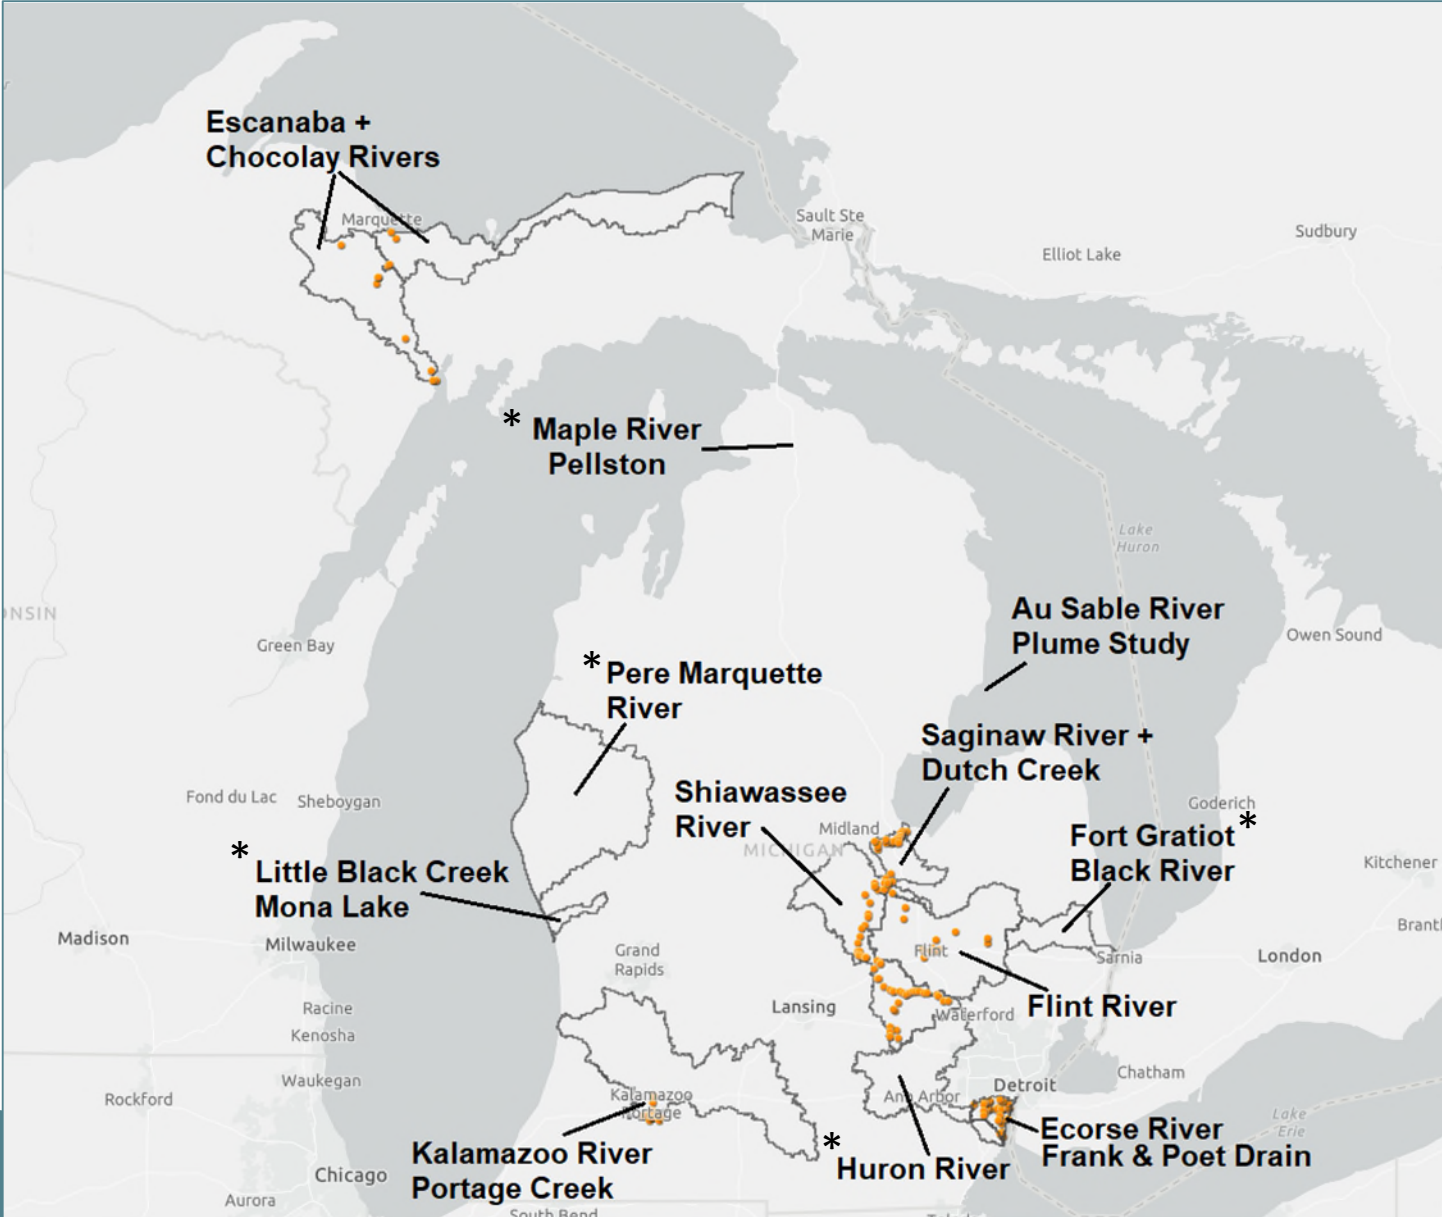 Escanaba +
Chocolay Rivers
Marquette
Sault Ste
Marie
Sudbury
Elliot Lake
* Maple River
Pellston
Lake
Huron
ONSIN
Green Bay
Au Sable River
Plume Study
Owen Sound
* Pere Marquette
River
Saginaw River +
Dutch Creek
Shiawassee
River
Fond du Lac
Sheboygan
Goderich
Midland
MICHIGAN
Fort Gratiot *
Black River
Kitchener
* Little Black Creek
Mona Lake
Madison
Milwaukee
Grand
Rapids
Flint
Sarnia
London
Brant
Racine
Lansing
Waterford
Flint River
Kenosha
Waukegan
Rockford
Kalamazoo
Portage
Ann Arbor
Detroit
Chatham
Lake
Erie
Ecorse River
Frank & Poet Drain
Kalamazoo River
Portage Creek
* Huron River
Chicago
Aurora
South Bend